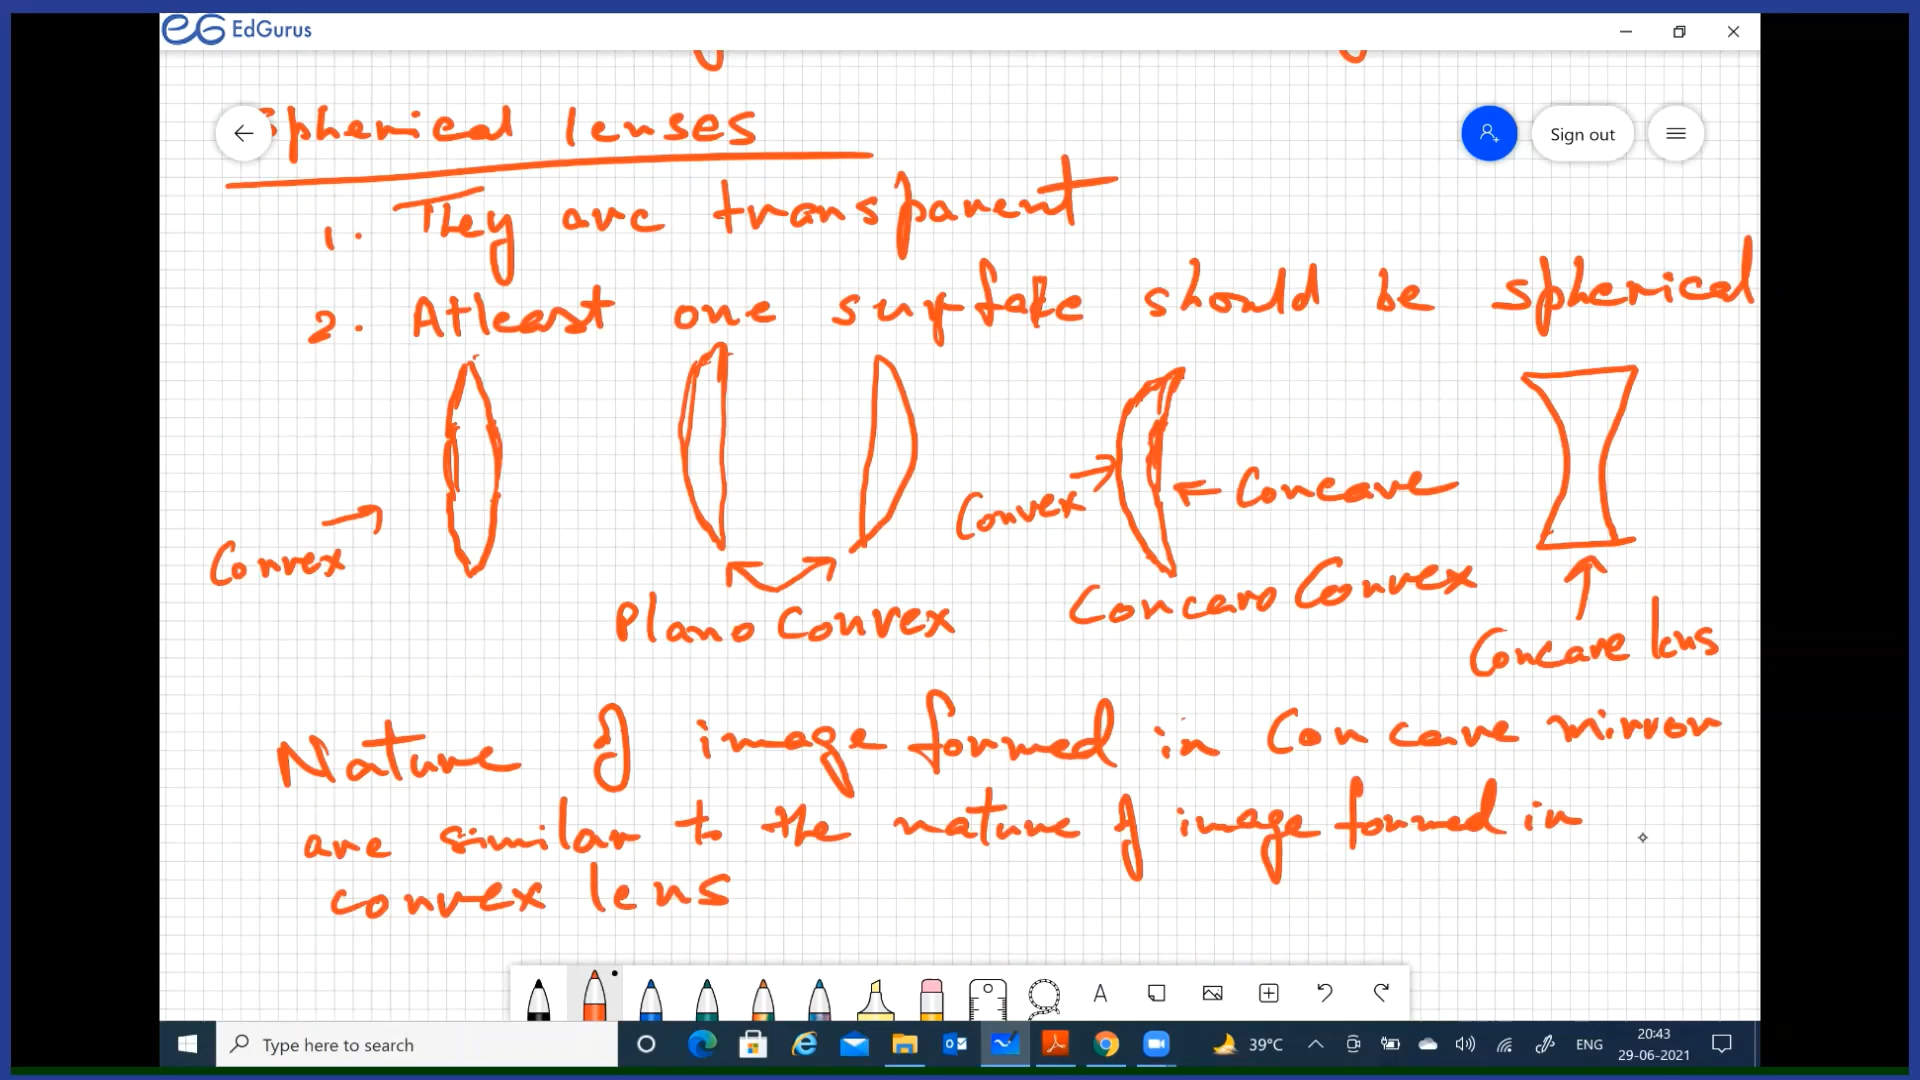 EG EdGurus
Spherical lenses
Sign out
1. They are transparent
2. Atleast one surface should be spherical
Convex
Plano Convex
Convex
Concave
Concavo Convex
Concave lens
Nature of image formed in Concave mirror
are similar to the nature of image formed in
convex lens
A
Type here to search
39°C
ENG
20:43
29-06-2021